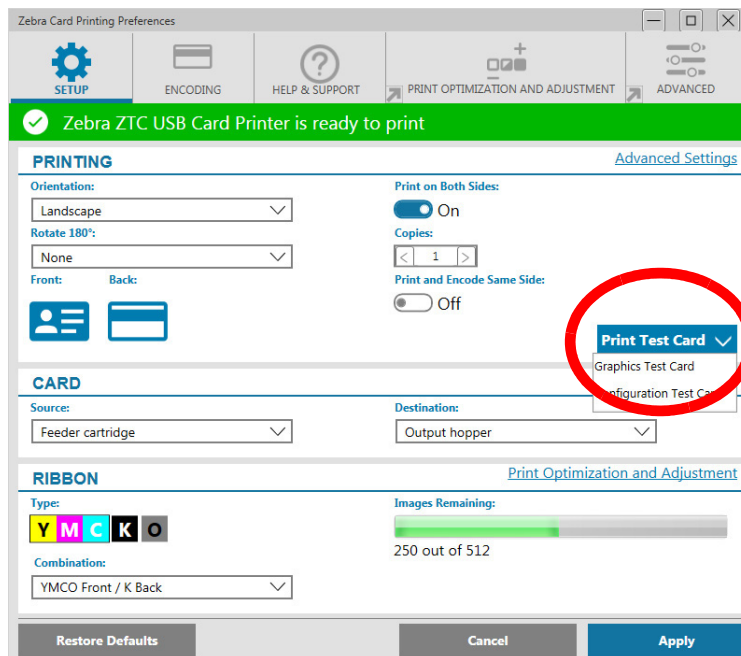 Zebra Card Printing Preferences
SETUP
ENCODING
HELP & SUPPORT
PRINT OPTIMIZATION AND ADJUSTMENT
ADVANCED
Zebra ZTC USB Card Printer is ready to print
PRINTING
Advanced Settings
Orientation:
Landscape
Rotate 180°:
None
Front:
Back:
Print on Both Sides:
On
Copies:
1
Print and Encode Same Side:
Off
Print Test Card
Graphics Test Card
Test
CARD
Source:
Feeder cartridge
Destination:
Output hopper
RIBBON
Print Optimization and Adjustment
Type:
Y M C K O
Images Remaining:
250 out of 512
Combination:
YMCO Front / K Back
Restore Defaults
Cancel
Apply